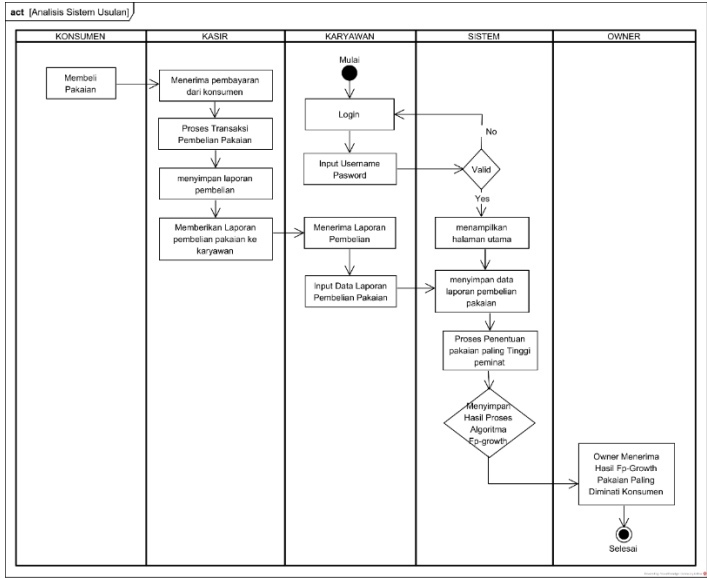 act [Analisis Sistem Usulan]
KONSUMEN
KASIR
KARYAWAN
SISTEM
OWNER
Membeli
Pakaian
Menerima pembayaran
dari konsumen
Proses Transaksi
Pembelian Pakaian
menyimpan laporan
pembelian
Memberikan Laporan
pembelian pakaian ke
karyawan
Mulai
Login
Input Username
Pasword
Menerima Laporan
Pembelian
Input Data Laporan
Pembelian Pakaian
No
Valid
Yes
menampilkan
halaman utama
menyimpan data
laporan pembelian
pakaian
Proses Penentuan
pakaian paling Tinggi
peminat
Menyimpan
Hasil Proses
Algoritma
Fp-growth
Owner Menerima
Hasil Fp-Growth
Pakaian Paling
Diminati Konsumen
Selesai